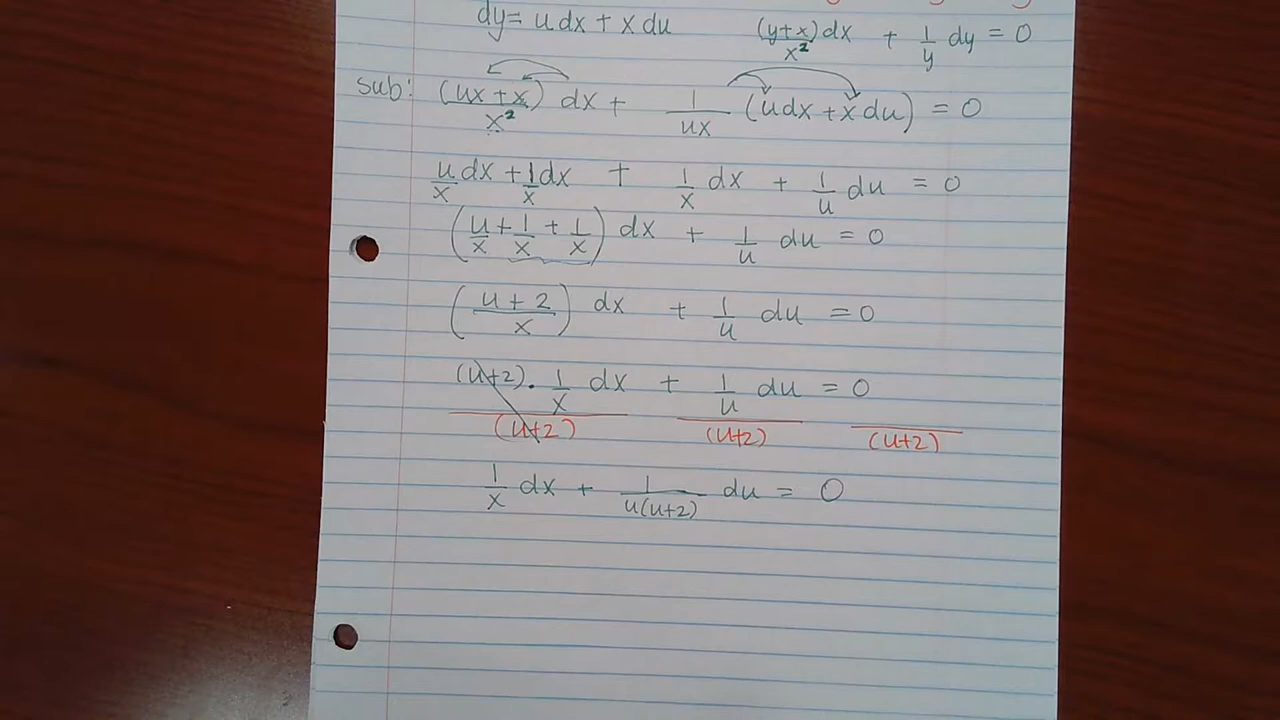 dy = u dx + x du (y+x)/x² dx + 1/y dy = 0
sub: (ux+x)/x² dx + 1/ux (u dx + x du) = 0
u/x dx + 1/x dx + 1/x dx + 1/u du = 0
(u/x + 1/x + 1/x) dx + 1/u du = 0
((u+2)/x) dx + 1/u du = 0
(u+2) · 1/x dx + 1/u du = 0
(u+2) (u+2) (u+2)
1/x dx + 1/u(u+2) du = 0